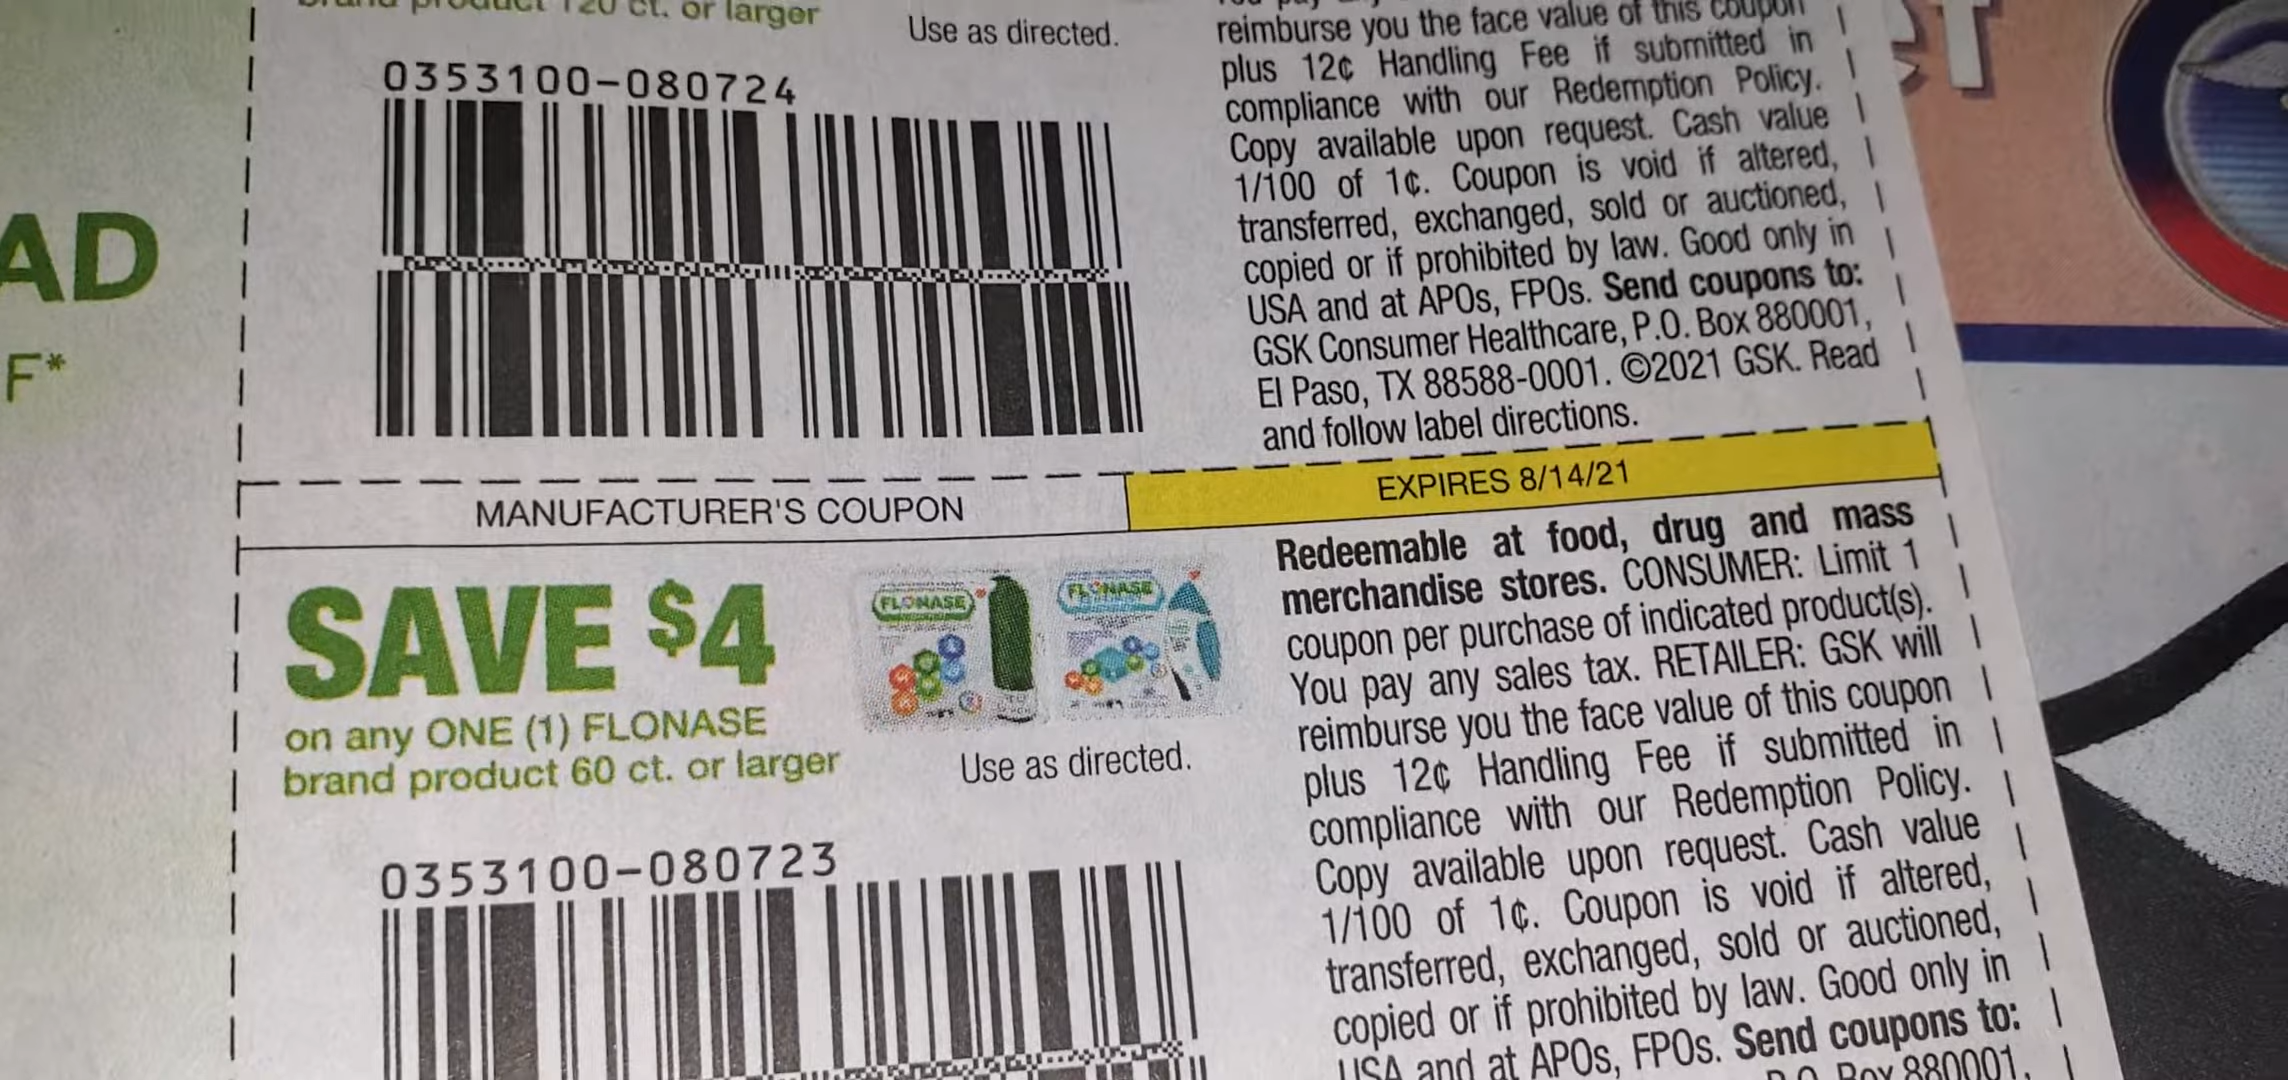 brand product 120 ct. or larger
Use as directed.
0353100-080724
reimburse you the face value of this coupon
plus 12¢ Handling Fee if submitted in
compliance with our Redemption Policy.
Copy available upon request. Cash value
1/100 of 1¢. Coupon is void if altered,
transferred, exchanged, sold or auctioned,
copied or if prohibited by law. Good only in
USA and at APOs, FPOs. Send coupons to:
GSK Consumer Healthcare, P.O. Box 880001,
El Paso, TX 88588-0001. ©2021 GSK. Read
and follow label directions.
AD
F*
MANUFACTURER'S COUPON
EXPIRES 8/14/21
SAVE $4
on any ONE (1) FLONASE
brand product 60 ct. or larger
FLONASE
FLONASE
Use as directed.
0353100-080723
Redeemable at food, drug and mass
merchandise stores. CONSUMER: Limit 1
coupon per purchase of indicated product(s).
You pay any sales tax. RETAILER: GSK will
reimburse you the face value of this coupon
plus 12¢ Handling Fee if submitted in
compliance with our Redemption Policy.
Copy available upon request. Cash value
1/100 of 1¢. Coupon is void if altered,
transferred, exchanged, sold or auctioned,
copied or if prohibited by law. Good only in
USA and at APOs, FPOs. Send coupons to:
P.O. Box 880001,